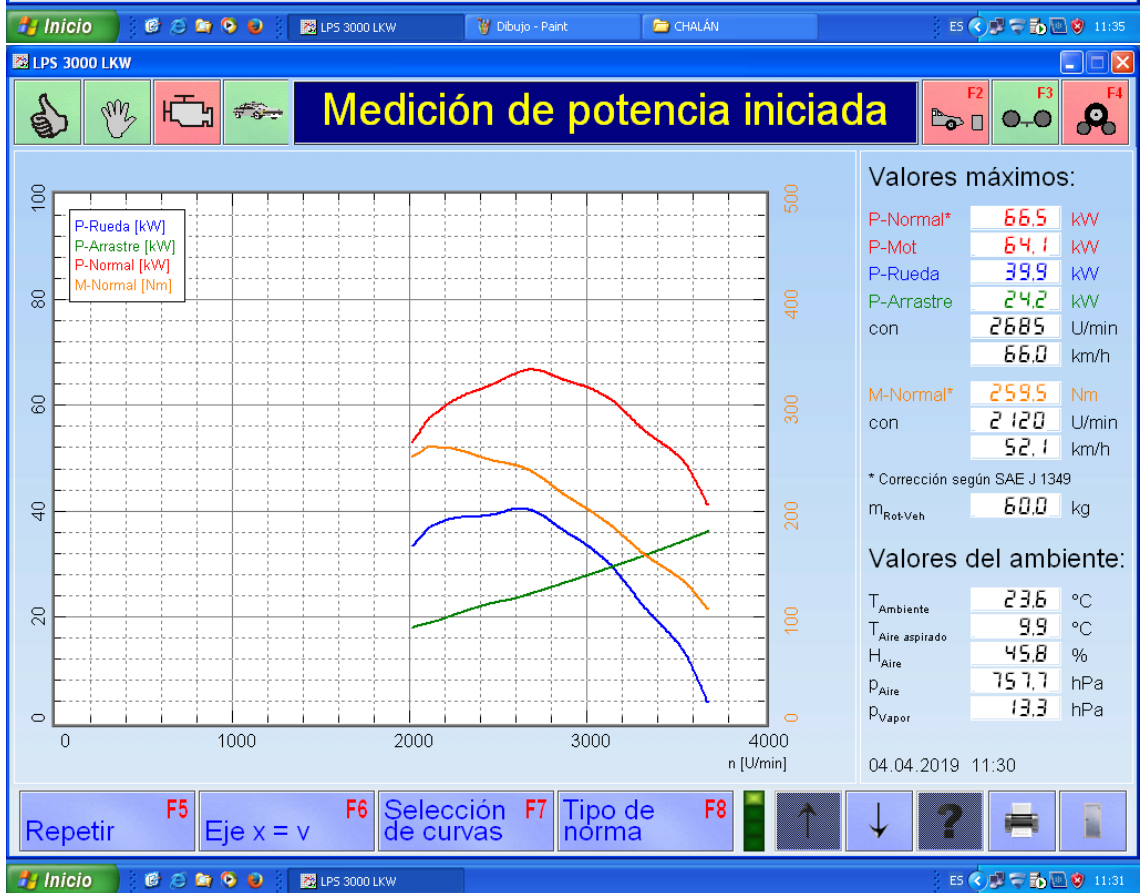 Inicio LPS 3000 LKW Dibujo - Paint CHALÁN ES 11:35
LPS 3000 LKW
Medición de potencia iniciada
F2 F3 F4
100 80 60 40 20 0
P-Rueda [kW]
P-Arrastre [kW]
P-Normal [kW]
M-Normal [Nm]
500 400 300 200 100 0
0 1000 2000 3000 4000
n [U/min]
Valores máximos:
P-Normal* 66,5 kW
P-Mot 64,1 kW
P-Rueda 39,9 kW
P-Arrastre 24,2 kW
con 2685 U/min
66,0 km/h
M-Normal* 259,5 Nm
con 2120 U/min
52,1 km/h
* Corrección según SAE J 1349
mRot-Veh 60,0 kg
Valores del ambiente:
TAmbiente 23,6 °C
TAire aspirado 9,9 °C
HAire 45,8 %
pAire 757,7 hPa
pVapor 13,3 hPa
04.04.2019 11:30
Repetir F5
Eje x = v F6
Selección de curvas F7
Tipo de norma F8
?
Inicio LPS 3000 LKW ES 11:31